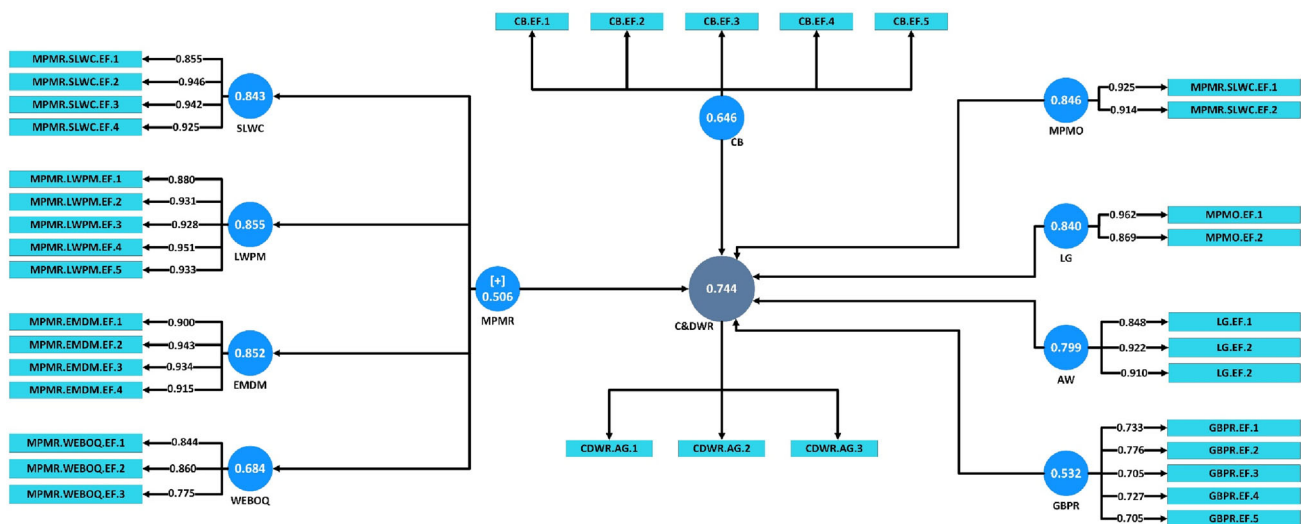 CB.EF.1
CB.EF.2
CB.EF.3
CB.EF.4
CB.EF.5
0.646
CB
MPMR.SLWC.EF.1
0.855
MPMR.SLWC.EF.2
0.946
MPMR.SLWC.EF.3
0.942
MPMR.SLWC.EF.4
0.925
0.843
SLWC
MPMR.LWPM.EF.1
0.880
MPMR.LWPM.EF.2
0.931
MPMR.LWPM.EF.3
0.928
MPMR.LWPM.EF.4
0.951
MPMR.LWPM.EF.5
0.933
0.855
LWPM
MPMR.EMDM.EF.1
0.900
MPMR.EMDM.EF.2
0.943
MPMR.EMDM.EF.3
0.934
MPMR.EMDM.EF.4
0.915
0.852
EMDM
MPMR.WEBOQ.EF.1
0.844
MPMR.WEBOQ.EF.2
0.860
MPMR.WEBOQ.EF.3
0.775
0.684
WEBOQ
[+]
0.506
MPMR
0.744
C&DWR
CDWR.AG.1
CDWR.AG.2
CDWR.AG.3
0.846
MPMO
0.925
MPMR.SLWC.EF.1
0.914
MPMR.SLWC.EF.2
0.840
LG
0.962
MPMO.EF.1
0.869
MPMO.EF.2
0.799
AW
0.848
LG.EF.1
0.922
LG.EF.2
0.910
LG.EF.2
0.532
GBPR
0.733
GBPR.EF.1
0.776
GBPR.EF.2
0.705
GBPR.EF.3
0.727
GBPR.EF.4
0.705
GBPR.EF.5